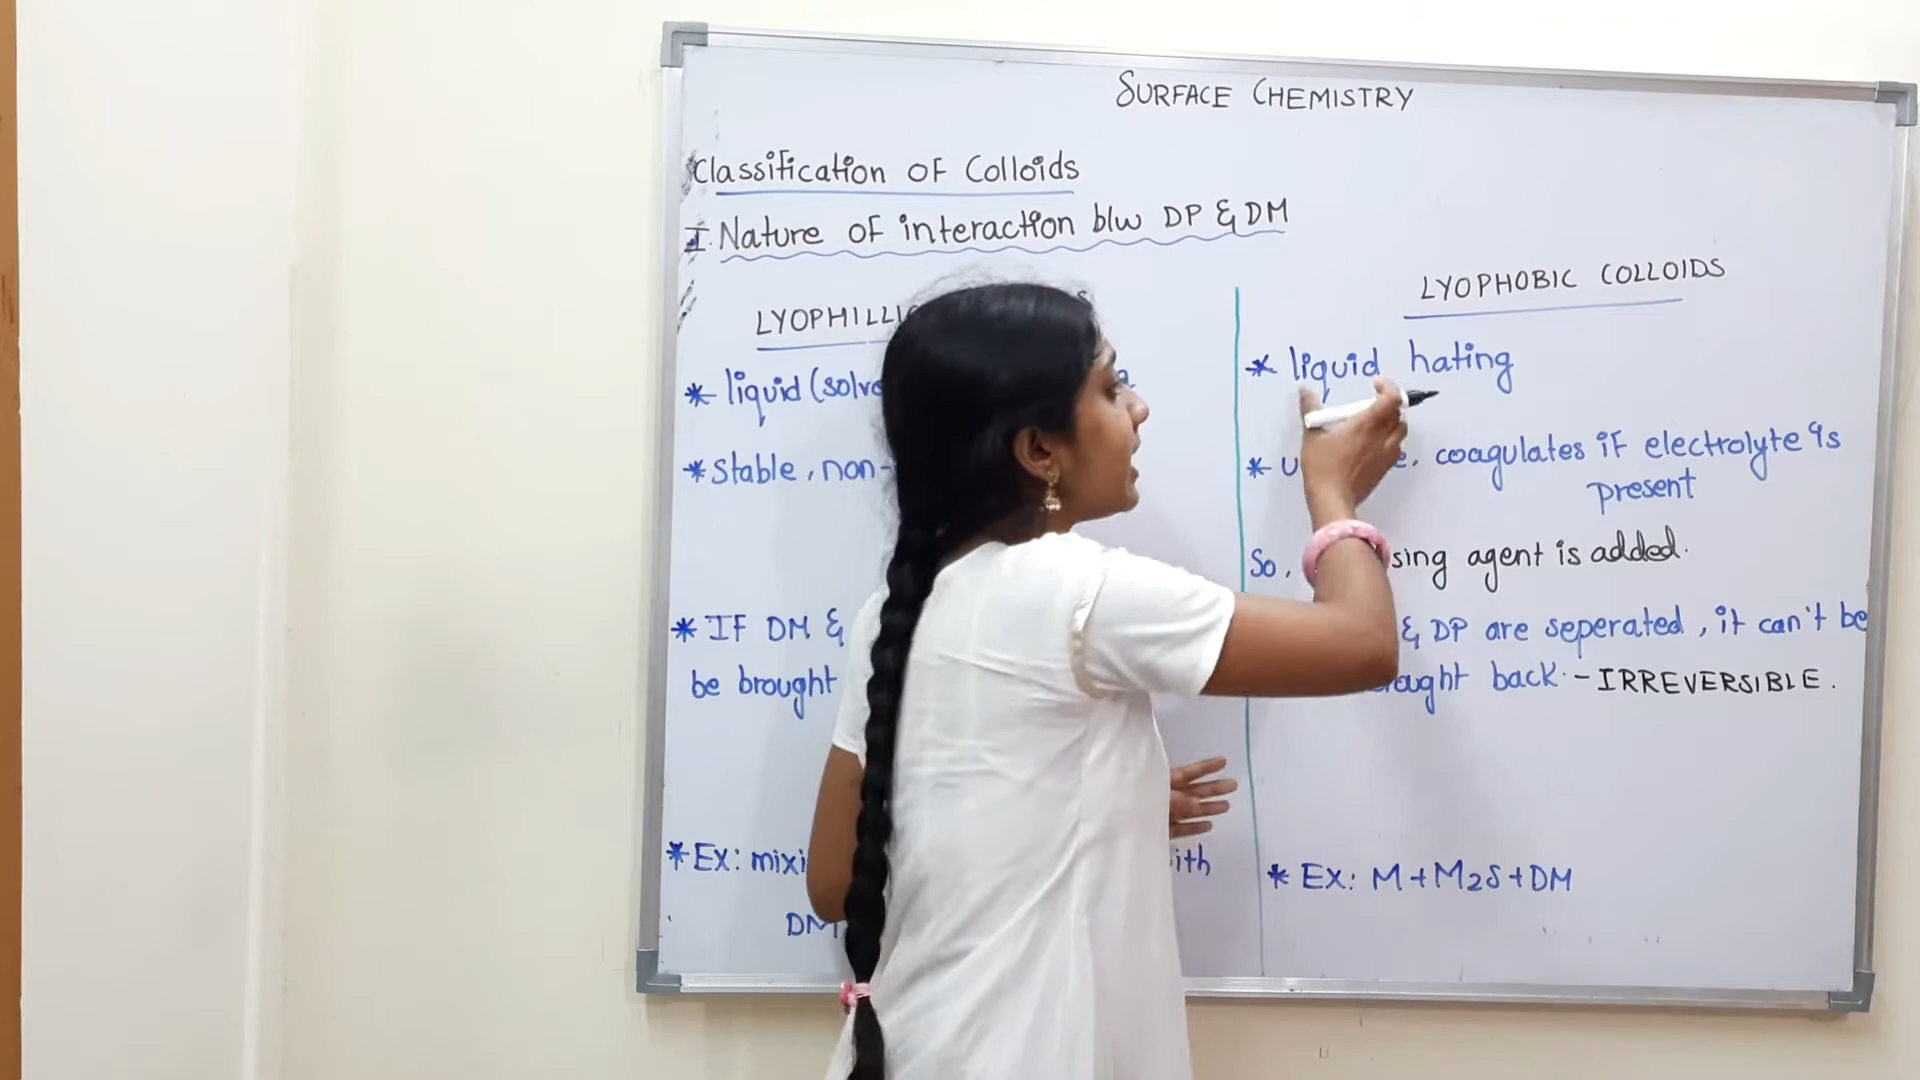 SURFACE CHEMISTRY
Classification OF Colloids
I. Nature OF interaction b/w DP & DM
LYOPHILLIC
* liquid (solve
* Stable, non-
* IF DM &
be brought
* Ex: mixi ith
DM
LYOPHOBIC COLLOIDS
* liquid hating
* coagulates if electrolyte is
present
So, sing agent is added.
& DP are seperated, it can't be
ought back - IRREVERSIBLE.
* Ex: M+M2S+DM